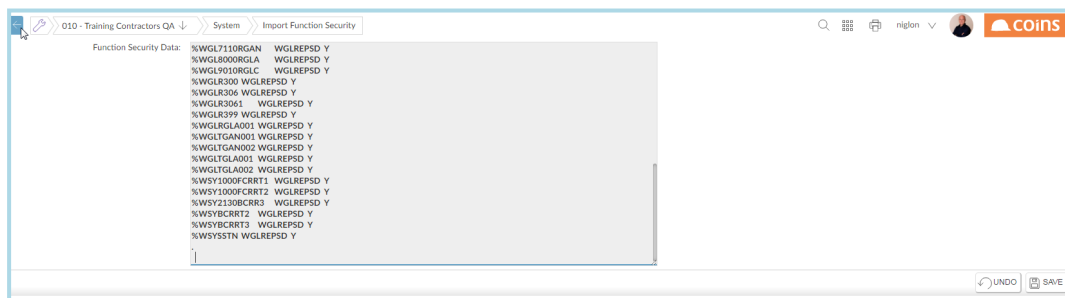 010 - Training Contractors QA ↓ System Import Function Security niglon coins
Function Security Data:
%WGL7110RGAN WGLREPSD Y
%WGL8000RGLA WGLREPSD Y
%WGL9010RGLC WGLREPSD Y
%WGLR300 WGLREPSD Y
%WGLR306 WGLREPSD Y
%WGLR3061 WGLREPSD Y
%WGLR399 WGLREPSD Y
%WGLRGLA001 WGLREPSD Y
%WGLTGAN001 WGLREPSD Y
%WGLTGAN002 WGLREPSD Y
%WGLTGLA001 WGLREPSD Y
%WGLTGLA002 WGLREPSD Y
%WSY1000FCRRT1 WGLREPSD Y
%WSY1000FCRRT2 WGLREPSD Y
%WSY2130BCRR3 WGLREPSD Y
%WSYBCRRT2 WGLREPSD Y
%WSYBCRRT3 WGLREPSD Y
%WSYSSTN WGLREPSD Y
.
UNDO SAVE